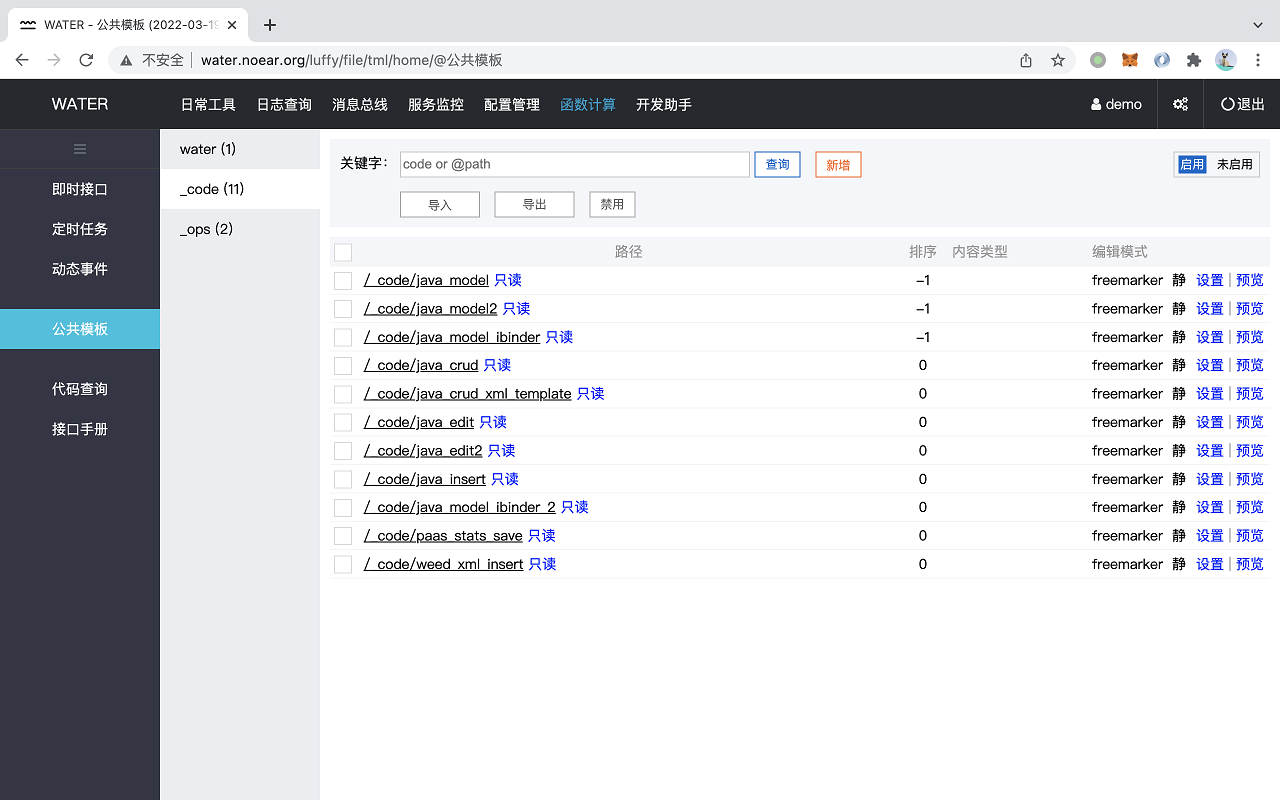 WATER - 公共模板 (2022-03-19
不安全 water.noear.org/luffy/file/tml/home/@公共模板
WATER 日常工具 日志查询 消息总线 服务监控 配置管理 函数计算 开发助手 demo 退出
即时接口
定时任务
动态事件
公共模板
代码查询
接口手册
water (1)
_code (11)
_ops (2)
关键字： code or @path 查询 新增 启用 未启用
导入 导出 禁用
路径 排序 内容类型 编辑模式
/_code/java_model 只读 -1 freemarker 静 设置 | 预览
/_code/java_model2 只读 -1 freemarker 静 设置 | 预览
/_code/java_model_ibinder 只读 -1 freemarker 静 设置 | 预览
/_code/java_crud 只读 0 freemarker 静 设置 | 预览
/_code/java_crud_xml_template 只读 0 freemarker 静 设置 | 预览
/_code/java_edit 只读 0 freemarker 静 设置 | 预览
/_code/java_edit2 只读 0 freemarker 静 设置 | 预览
/_code/java_insert 只读 0 freemarker 静 设置 | 预览
/_code/java_model_ibinder_2 只读 0 freemarker 静 设置 | 预览
/_code/paas_stats_save 只读 0 freemarker 静 设置 | 预览
/_code/weed_xml_insert 只读 0 freemarker 静 设置 | 预览